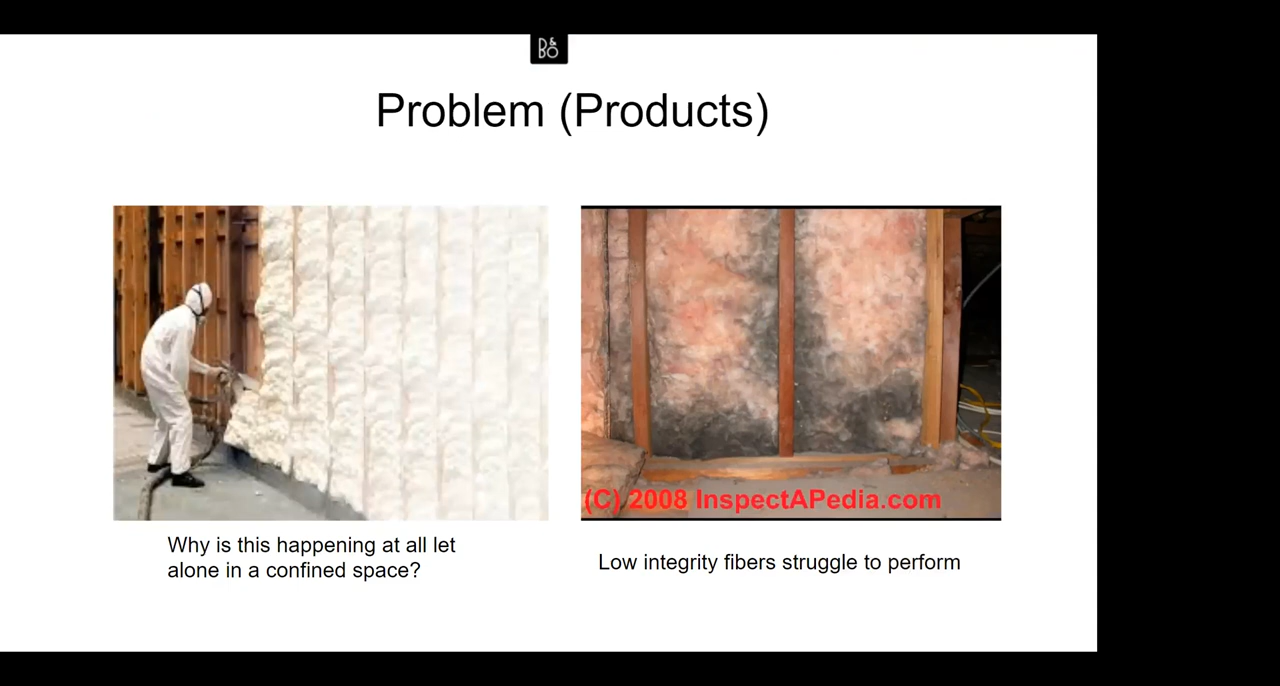 B&O
Problem (Products)
(C) 2008 InspectAPedia.com
Why is this happening at all let
alone in a confined space?
Low integrity fibers struggle to perform